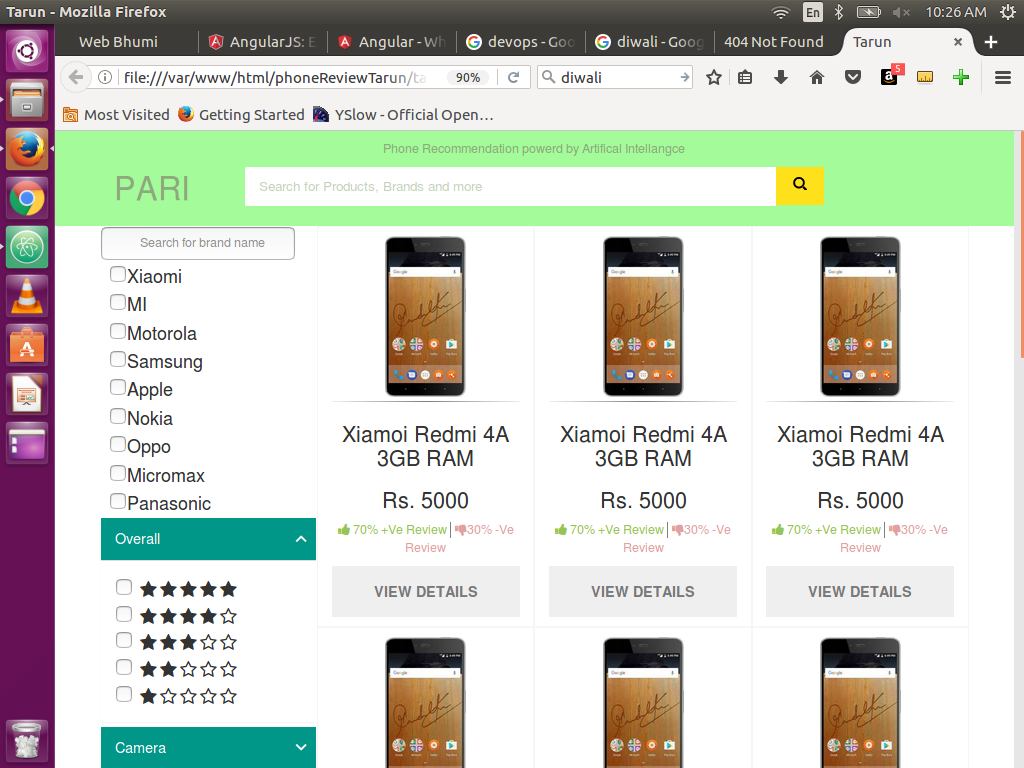 Tarun - Mozilla Firefox
En
10:26 AM
Web Bhumi
AngularJS: E
Angular - Wh
devops - Goo
diwali - Goog
404 Not Found
Tarun
file:///var/www/html/phoneReviewTarun/ta
90%
diwali
5
Most Visited
Getting Started
YSlow - Official Open…
Phone Recommendation powerd by Artifical Intellangce
PARI
Search for Products, Brands and more
Search for brand name
Xiaomi
MI
Motorola
Samsung
Apple
Nokia
Oppo
Micromax
Panasonic
Overall
Camera
Xiamoi Redmi 4A
3GB RAM
Rs. 5000
70% +Ve Review | 30% -Ve
Review
VIEW DETAILS
Xiamoi Redmi 4A
3GB RAM
Rs. 5000
70% +Ve Review | 30% -Ve
Review
VIEW DETAILS
Xiamoi Redmi 4A
3GB RAM
Rs. 5000
70% +Ve Review | 30% -Ve
Review
VIEW DETAILS